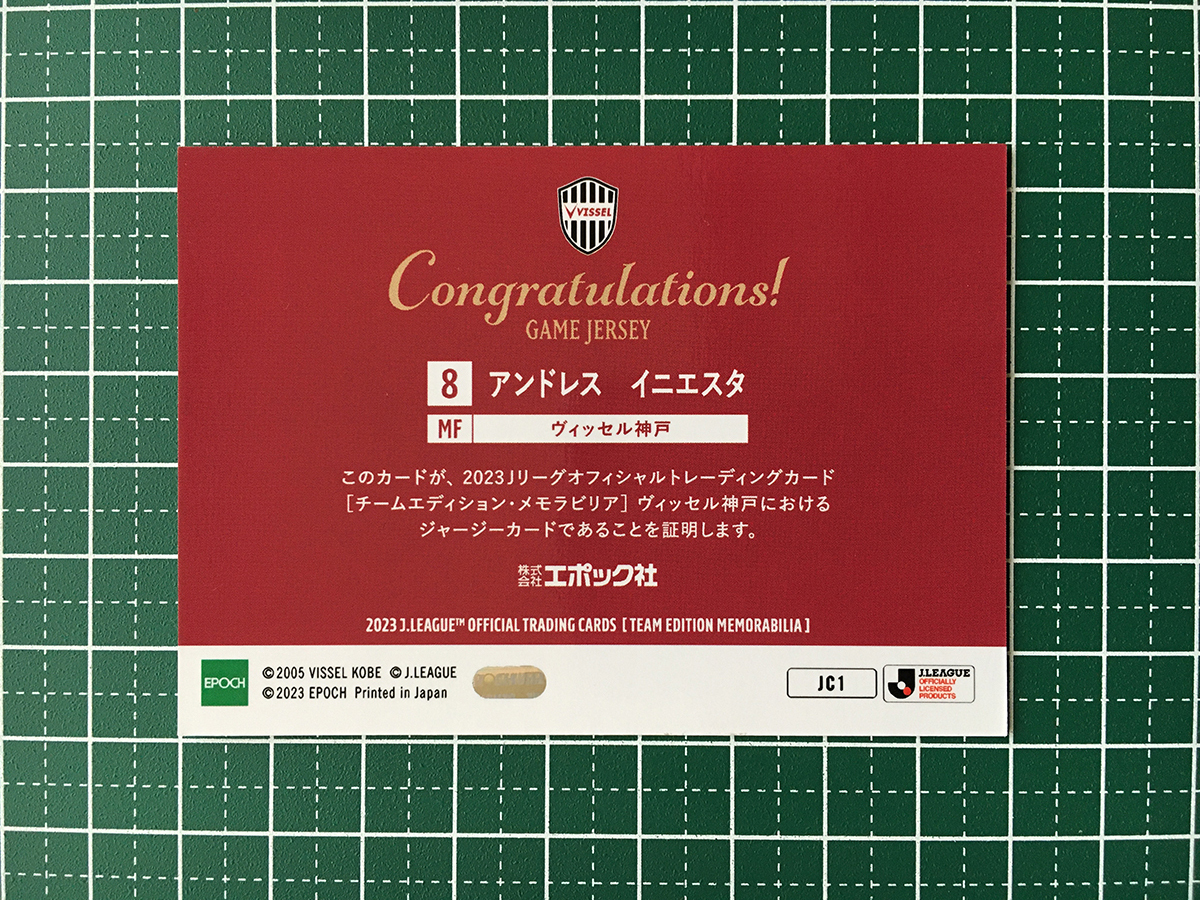 VISSEL
Congratulations!
GAME JERSEY
8 アンドレス イニエスタ
MF ヴィッセル神戸
このカードが、2023Jリーグオフィシャルトレーディングカード
［チームエディション・メモラビリア］ヴィッセル神戸における
ジャージーカードであることを証明します。
株式会社エポック社
2023 J.LEAGUE™ OFFICIAL TRADING CARDS [ TEAM EDITION MEMORABILIA ]
EPOCH
©2005 VISSEL KOBE ©J.LEAGUE
©2023 EPOCH Printed in Japan
JC1
J.LEAGUE
OFFICIALLY
LICENSED
PRODUCTS